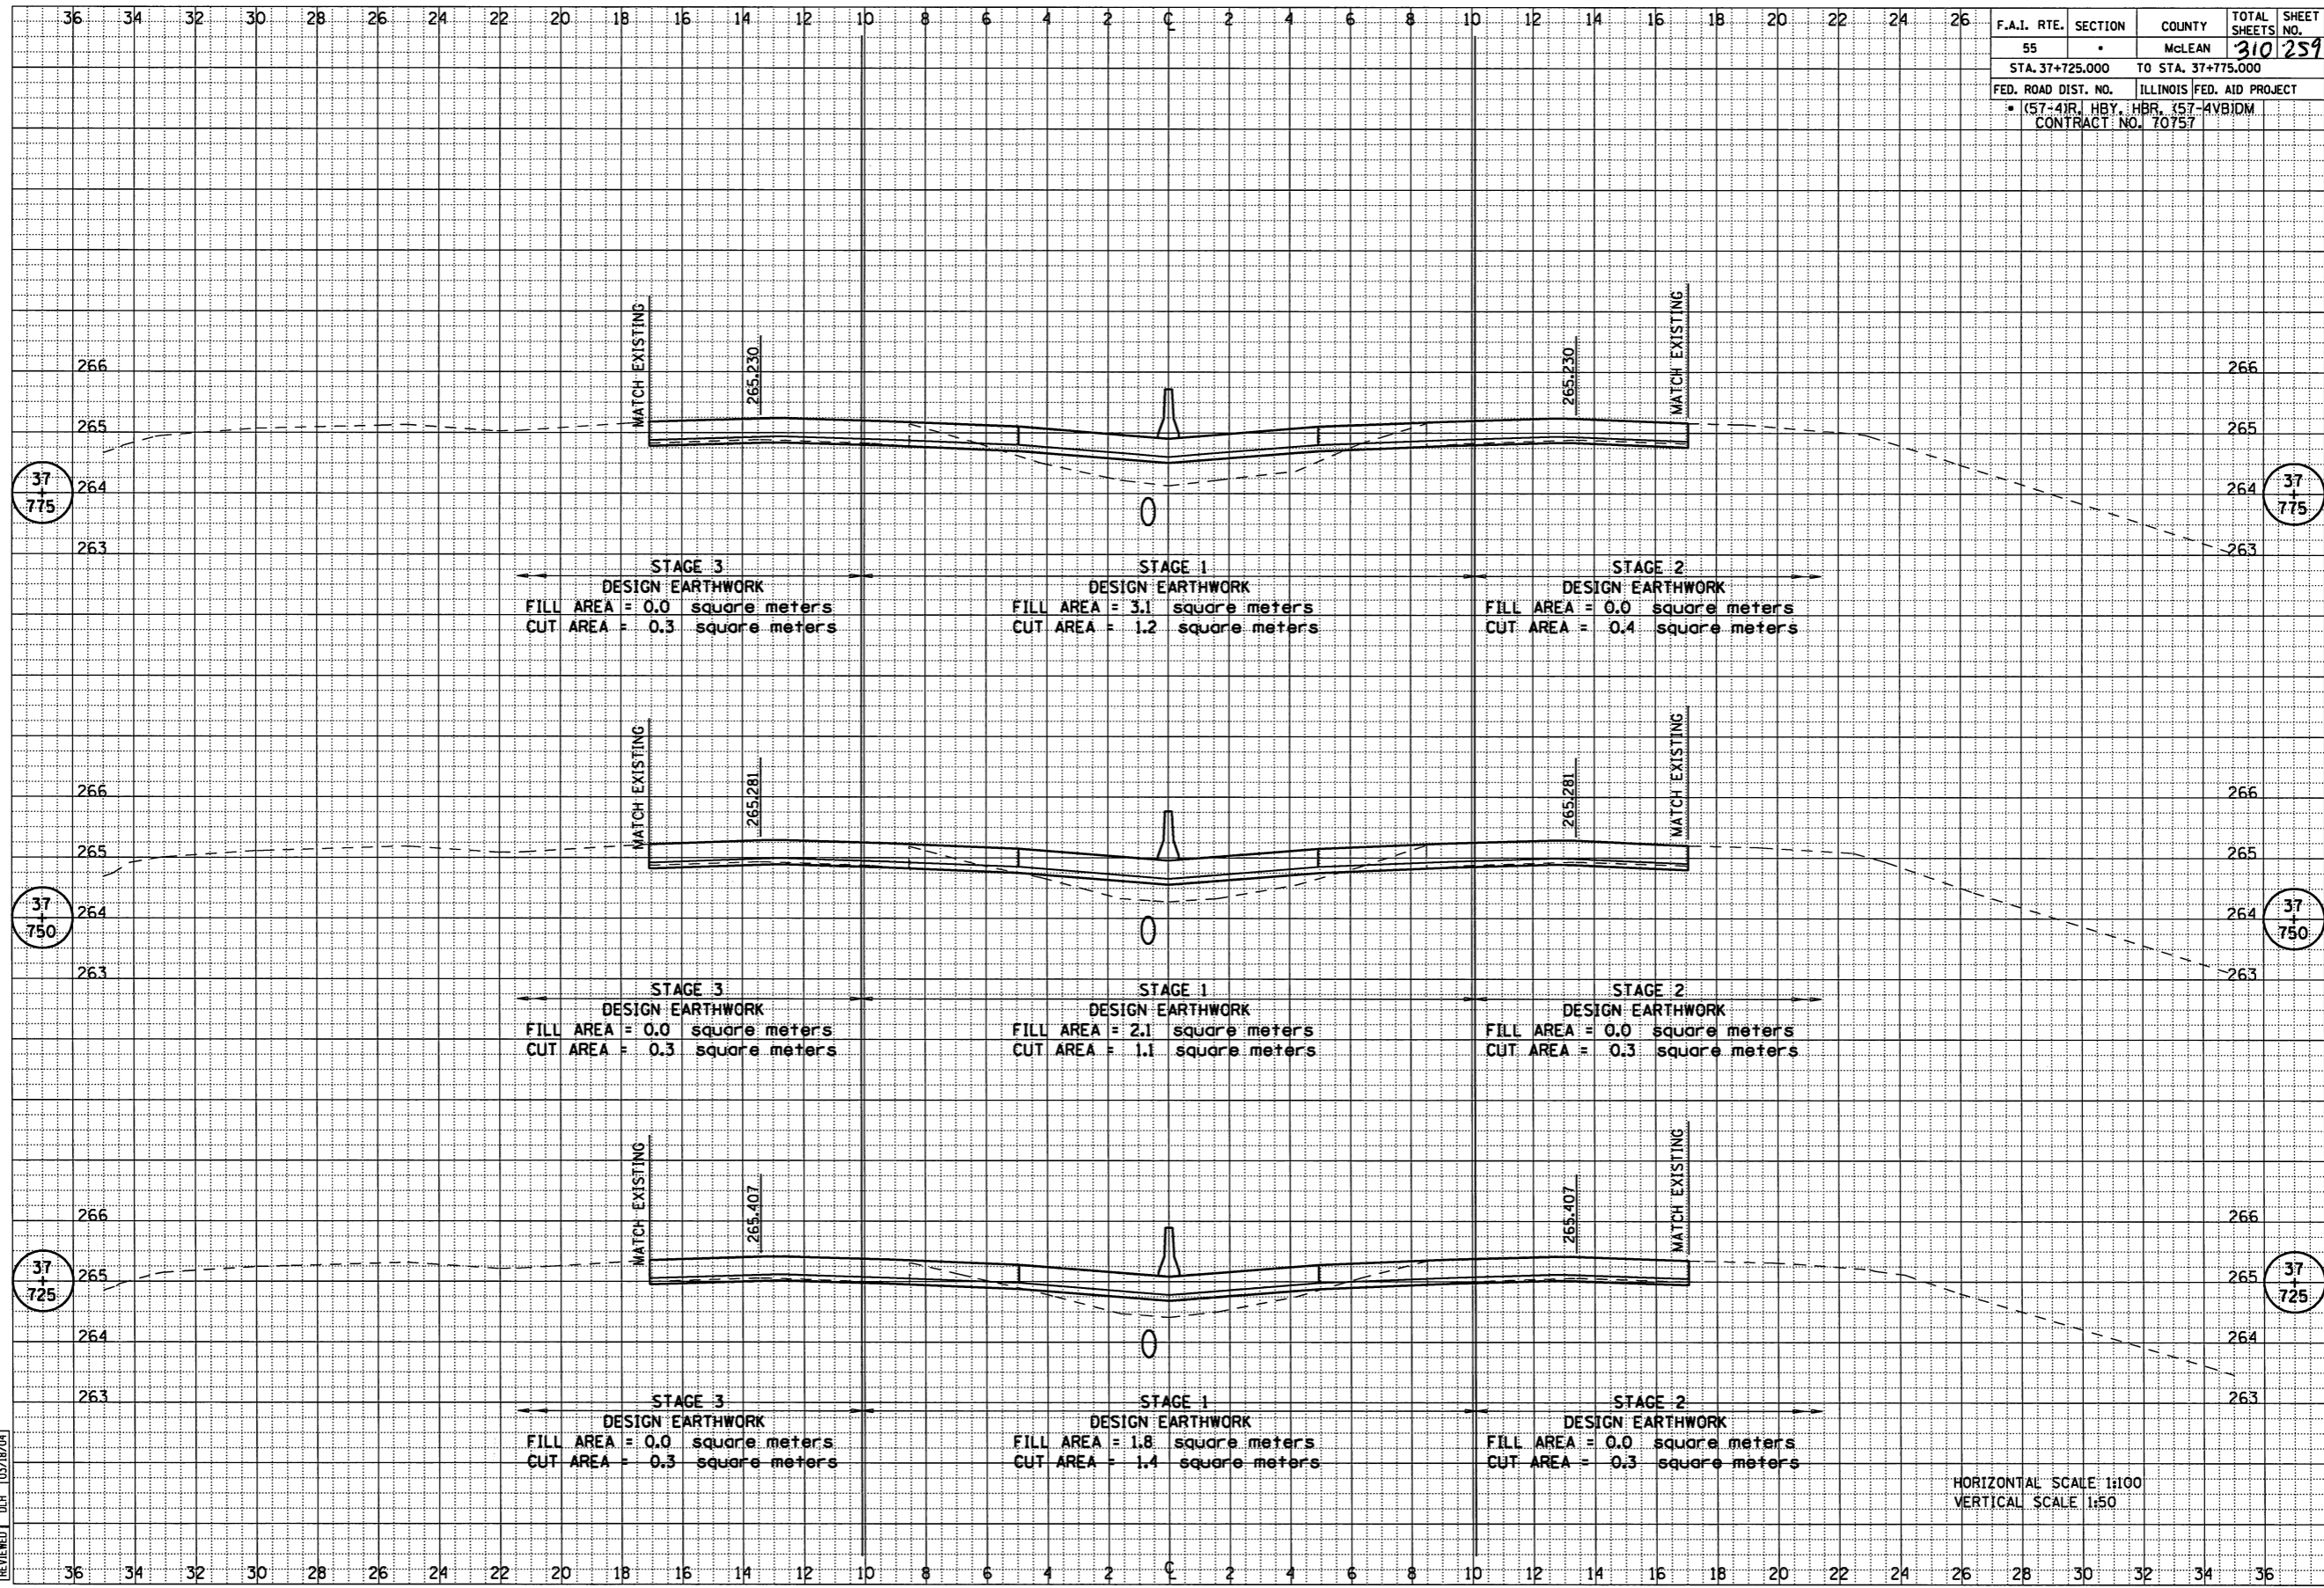 36 34 32 30 28 26 24 22 20 18 16 14 12 10 8 6 4 2 ℄ 2 4 6 8 10 12 14 16 18 20 22 24 26
F.A.I. RTE. SECTION COUNTY TOTAL SHEETS SHEET NO.
55 • McLEAN 310 259
STA. 37+725.000 TO STA. 37+775.000
FED. ROAD DIST. NO. ILLINOIS FED. AID PROJECT
• (57-4)R, HBY, HBR, (57-4VB)DM
CONTRACT NO. 70757
MATCH EXISTING 265.230 265.230 MATCH EXISTING
266 266
265 265
37 + 775 264 264 37 + 775
263 263
STAGE 3 STAGE 1 STAGE 2
DESIGN EARTHWORK DESIGN EARTHWORK DESIGN EARTHWORK
FILL AREA = 0.0 square meters FILL AREA = 3.1 square meters FILL AREA = 0.0 square meters
CUT AREA = 0.3 square meters CUT AREA = 1.2 square meters CUT AREA = 0.4 square meters
MATCH EXISTING 265.281 265.281 MATCH EXISTING
266 266
265 265
37 + 750 264 264 37 + 750
263 263
STAGE 3 STAGE 1 STAGE 2
DESIGN EARTHWORK DESIGN EARTHWORK DESIGN EARTHWORK
FILL AREA = 0.0 square meters FILL AREA = 2.1 square meters FILL AREA = 0.0 square meters
CUT AREA = 0.3 square meters CUT AREA = 1.1 square meters CUT AREA = 0.3 square meters
MATCH EXISTING 265.407 265.407 MATCH EXISTING
266 266
37 + 725 265 265 37 + 725
264 264
263 263
STAGE 3 STAGE 1 STAGE 2
DESIGN EARTHWORK DESIGN EARTHWORK DESIGN EARTHWORK
FILL AREA = 0.0 square meters FILL AREA = 1.8 square meters FILL AREA = 0.0 square meters
CUT AREA = 0.3 square meters CUT AREA = 1.4 square meters CUT AREA = 0.3 square meters
HORIZONTAL SCALE 1:100
VERTICAL SCALE 1:50
REVIEWED DLH 03/18/04
36 34 32 30 28 26 24 22 20 18 16 14 12 10 8 6 4 2 ℄ 2 4 6 8 10 12 14 16 18 20 22 24 26 28 30 32 34 36